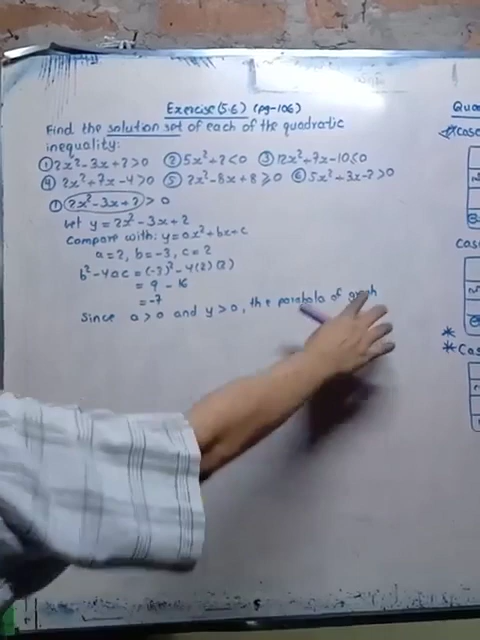 Exercise (5.6) (pg-106)
Find the solution set of each of the quadratic
inequality:
① 2x²-3x+2>0 ② 5x²+2<0 ③ 12x²+7x-10≤0
④ 2x²+7x-4>0 ⑤ 2x²-8x+8≥0 ⑥ 5x²+3x-2>0
① 2x²-3x+2 > 0
Let y = 2x²-3x+2
Compare with: y=ax²+bx+c
a=2, b=-3, c=2
b²-4ac = (-3)²-4(2)(2)
= 9 - 16
= -7
Since a>0 and y>0, the parabola of graph